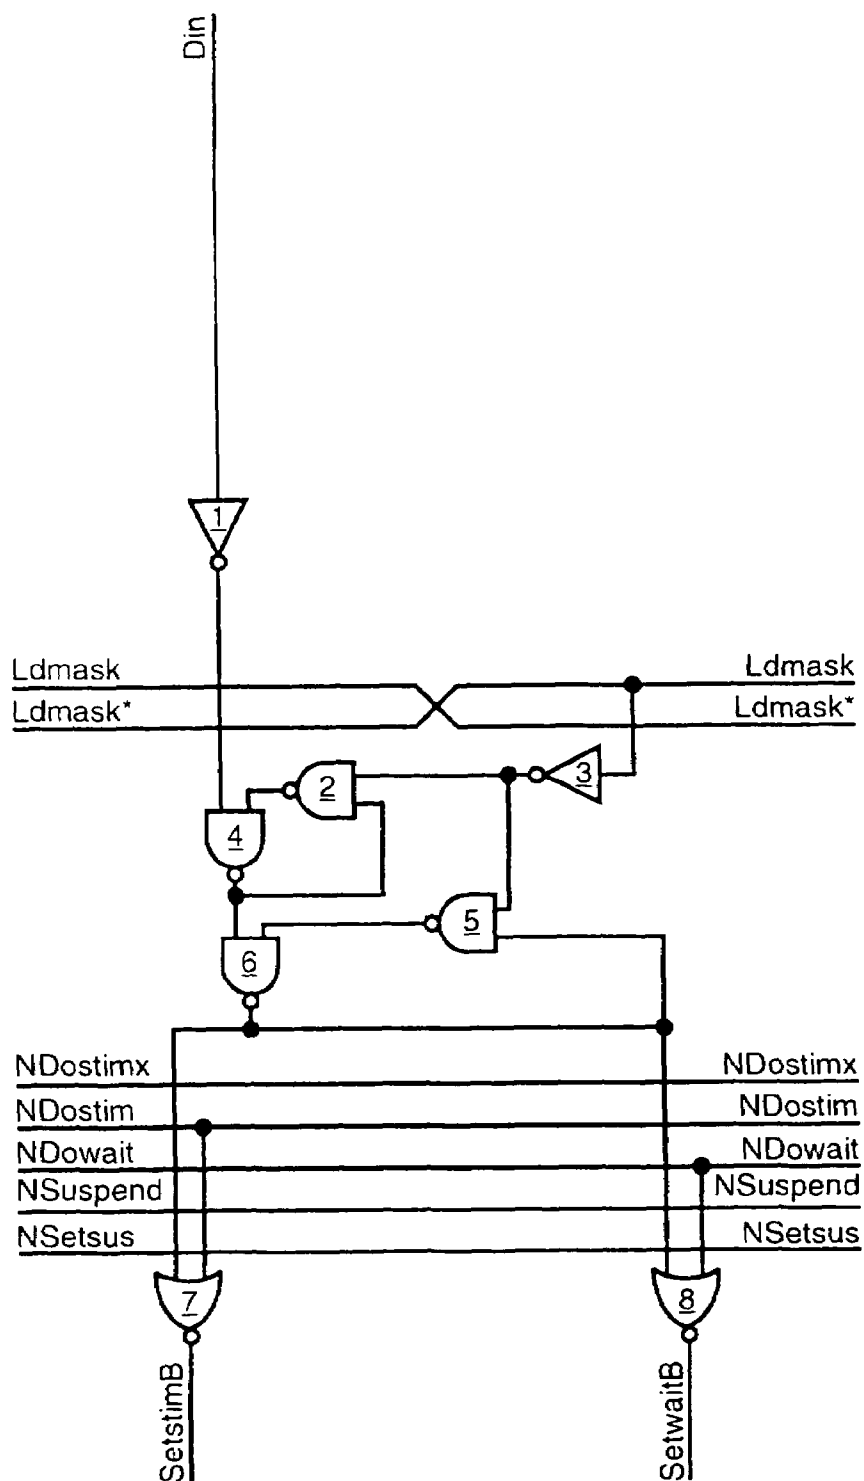 Din
1
Ldmask Ldmask
Ldmask* Ldmask*
3
2
4
5
6
NDostimx NDostimx
NDostim NDostim
NDowait NDowait
NSuspend NSuspend
NSetsus NSetsus
7 8
SetstimB SetwaitB